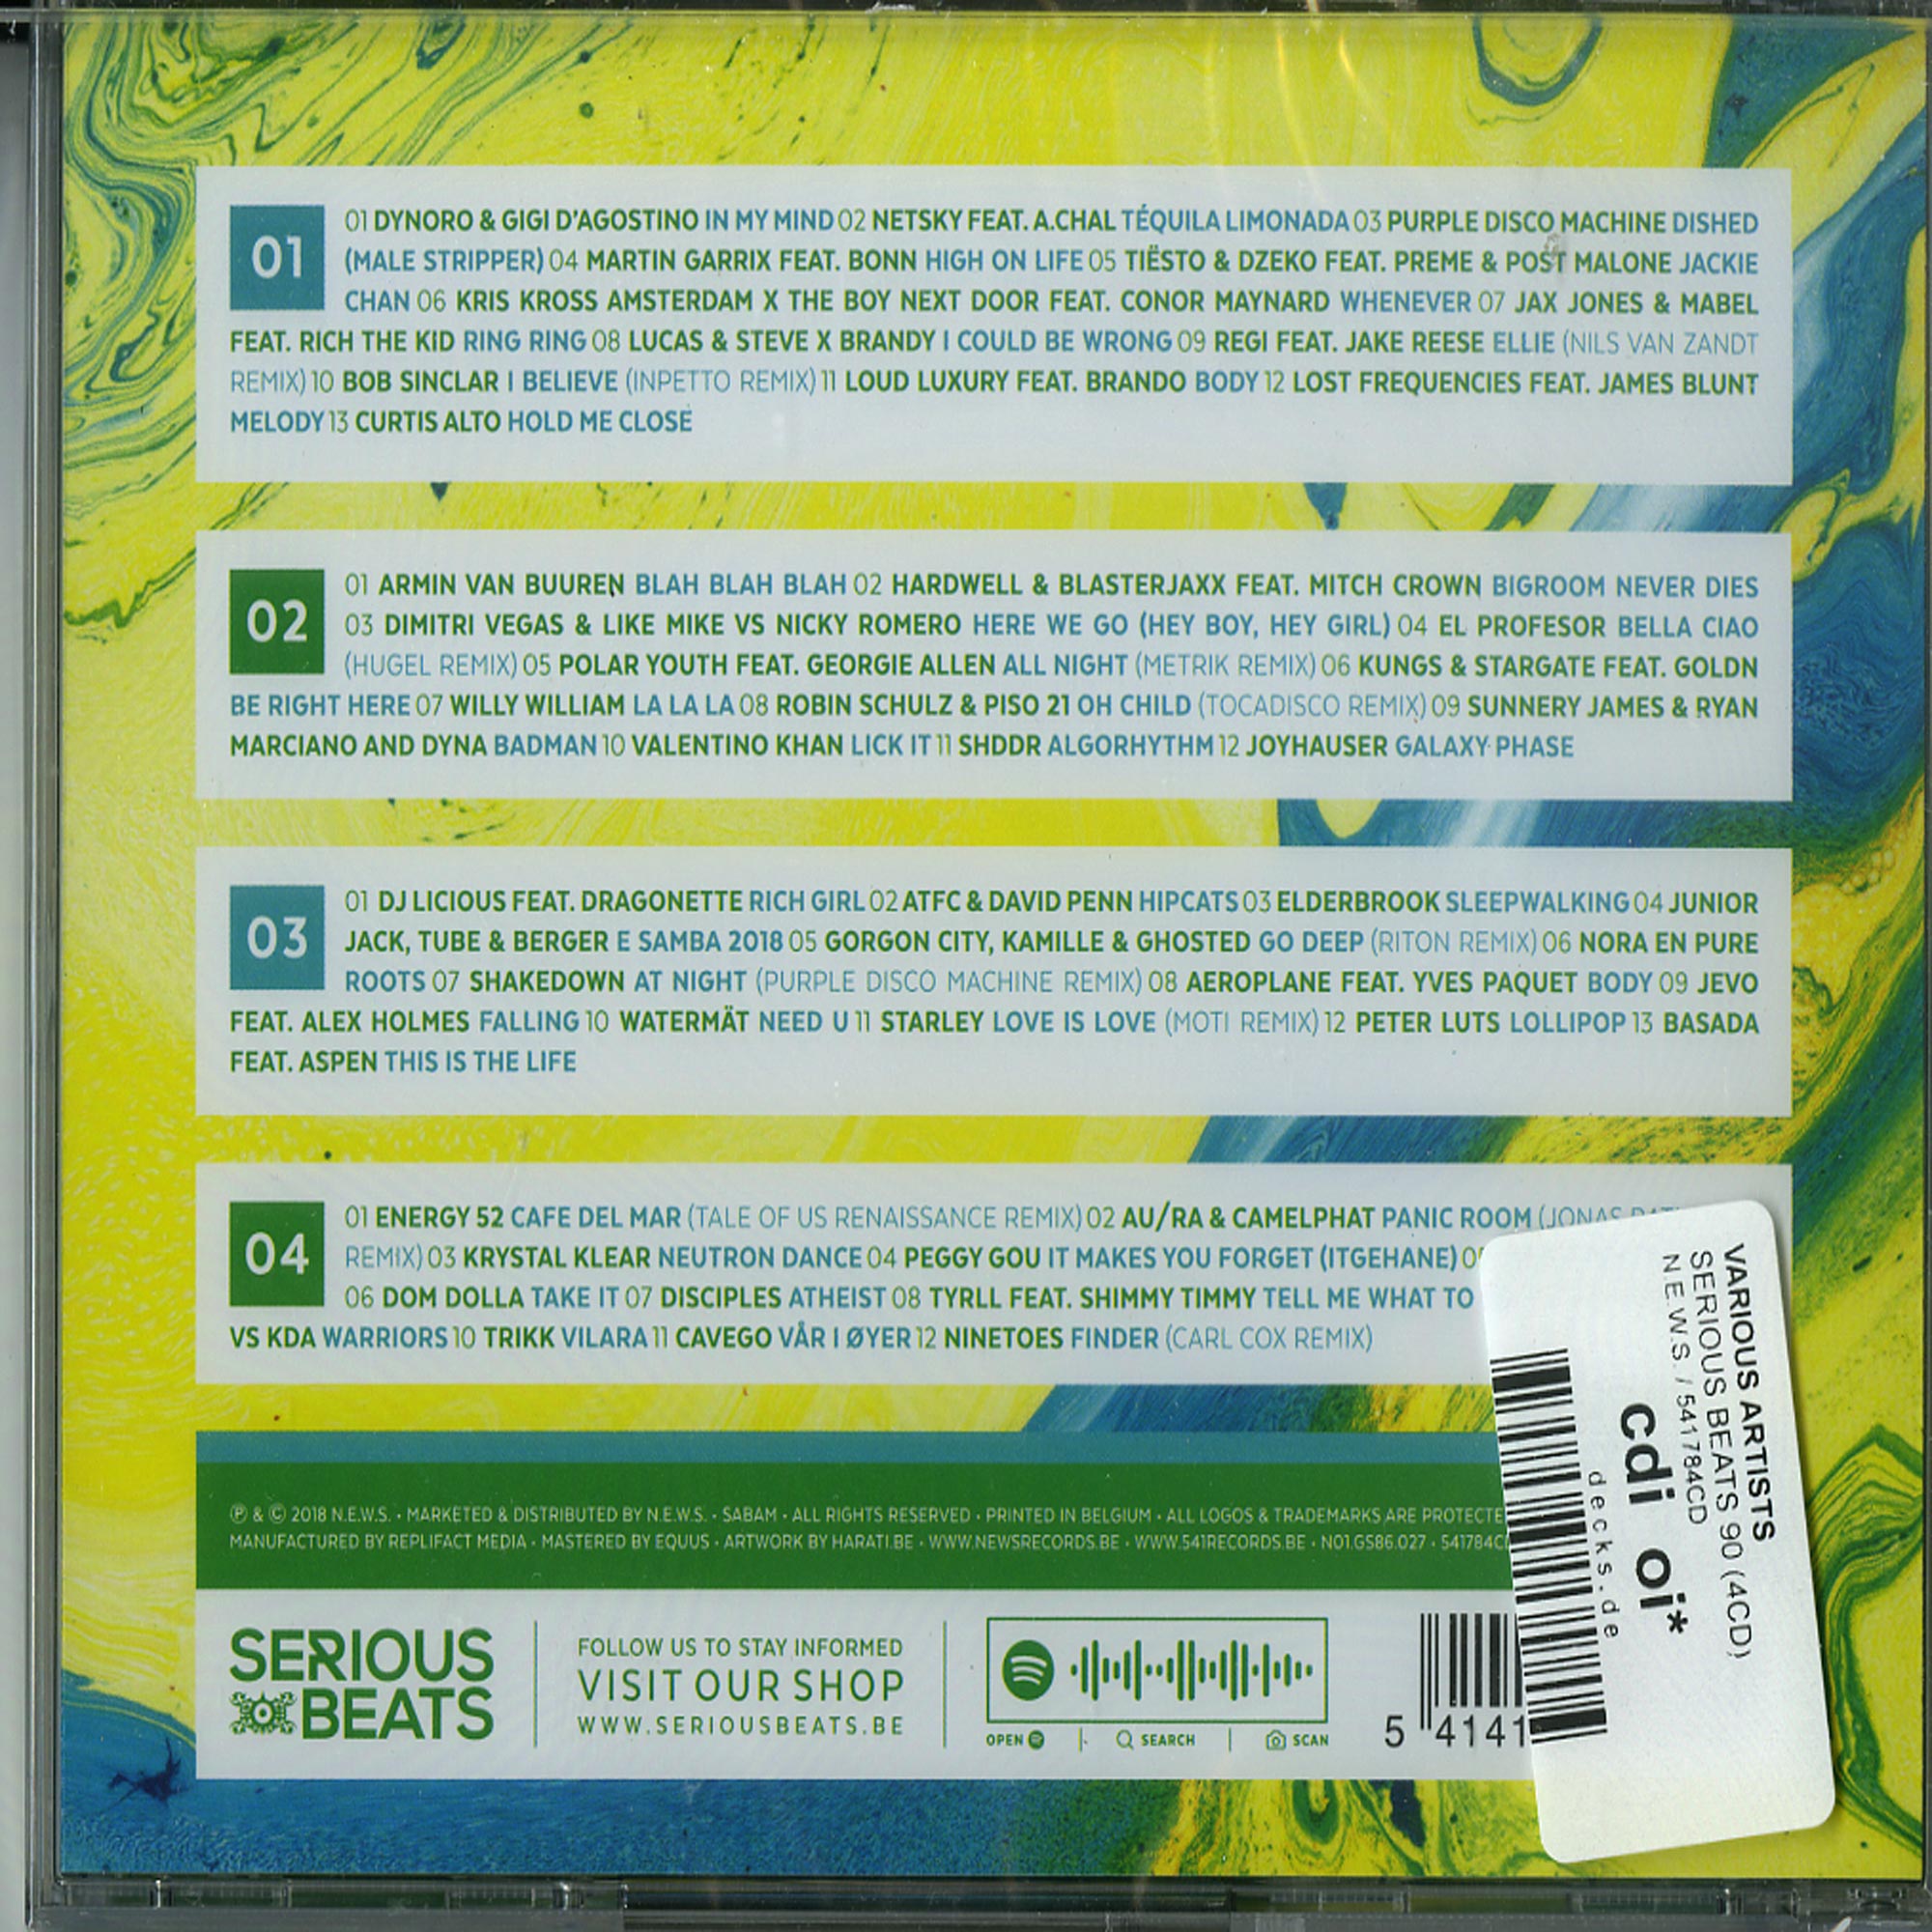 01
01 DYNORO & GIGI D'AGOSTINO IN MY MIND 02 NETSKY FEAT. A.CHAL TÉQUILA LIMONADA 03 PURPLE DISCO MACHINE DISHED
(MALE STRIPPER) 04 MARTIN GARRIX FEAT. BONN HIGH ON LIFE 05 TIËSTO & DZEKO FEAT. PREME & POST MALONE JACKIE
CHAN 06 KRIS KROSS AMSTERDAM X THE BOY NEXT DOOR FEAT. CONOR MAYNARD WHENEVER 07 JAX JONES & MABEL
FEAT. RICH THE KID RING RING 08 LUCAS & STEVE X BRANDY I COULD BE WRONG 09 REGI FEAT. JAKE REESE ELLIE (NILS VAN ZANDT
REMIX) 10 BOB SINCLAR I BELIEVE (INPETTO REMIX) 11 LOUD LUXURY FEAT. BRANDO BODY 12 LOST FREQUENCIES FEAT. JAMES BLUNT
MELODY 13 CURTIS ALTO HOLD ME CLOSE
02
01 ARMIN VAN BUUREN BLAH BLAH BLAH 02 HARDWELL & BLASTERJAXX FEAT. MITCH CROWN BIGROOM NEVER DIES
03 DIMITRI VEGAS & LIKE MIKE VS NICKY ROMERO HERE WE GO (HEY BOY, HEY GIRL) 04 EL PROFESOR BELLA CIAO
(HUGEL REMIX) 05 POLAR YOUTH FEAT. GEORGIE ALLEN ALL NIGHT (METRIK REMIX) 06 KUNGS & STARGATE FEAT. GOLDN
BE RIGHT HERE 07 WILLY WILLIAM LA LA LA 08 ROBIN SCHULZ & PISO 21 OH CHILD (TOCADISCO REMIX) 09 SUNNERY JAMES & RYAN
MARCIANO AND DYNA BADMAN 10 VALENTINO KHAN LICK IT 11 SHDDR ALGORHYTHM 12 JOYHAUSER GALAXY PHASE
03
01 DJ LICIOUS FEAT. DRAGONETTE RICH GIRL 02 ATFC & DAVID PENN HIPCATS 03 ELDERBROOK SLEEPWALKING 04 JUNIOR
JACK, TUBE & BERGER E SAMBA 2018 05 GORGON CITY, KAMILLE & GHOSTED GO DEEP (RITON REMIX) 06 NORA EN PURE
ROOTS 07 SHAKEDOWN AT NIGHT (PURPLE DISCO MACHINE REMIX) 08 AEROPLANE FEAT. YVES PAQUET BODY 09 JEVO
FEAT. ALEX HOLMES FALLING 10 WATERMÄT NEED U 11 STARLEY LOVE IS LOVE (MOTI REMIX) 12 PETER LUTS LOLLIPOP 13 BASADA
FEAT. ASPEN THIS IS THE LIFE
04
01 ENERGY 52 CAFE DEL MAR (TALE OF US RENAISSANCE REMIX) 02 AU/RA & CAMELPHAT PANIC ROOM (JONAS
REMIX) 03 KRYSTAL KLEAR NEUTRON DANCE 04 PEGGY GOU IT MAKES YOU FORGET (ITGEHANE)
06 DOM DOLLA TAKE IT 07 DISCIPLES ATHEIST 08 TYRLL FEAT. SHIMMY TIMMY TELL ME WHAT TO
VS KDA WARRIORS 10 TRIKK VILARA 11 CAVEGO VÅR I ØYER 12 NINETOES FINDER (CARL COX REMIX)
℗ & © 2018 N.E.W.S. • MARKETED & DISTRIBUTED BY N.E.W.S. • SABAM • ALL RIGHTS RESERVED • PRINTED IN BELGIUM • ALL LOGOS & TRADEMARKS ARE
MANUFACTURED BY REPLIFACT MEDIA • MASTERED BY EQUUS • ARTWORK BY HARATI.BE • WWW.NEWSRECORDS.BE • WWW.541RECORDS.BE • N01.GS86.027 •
SERIOUS
BEATS
FOLLOW US TO STAY INFORMED
VISIT OUR SHOP
WWW.SERIOUSBEATS.BE
OPEN | SEARCH | SCAN
5 4141
VARIOUS ARTISTS
SERIOUS BEATS 90 (4CD)
N.E.W.S. / 541784CD
cdi oi*
decks.de